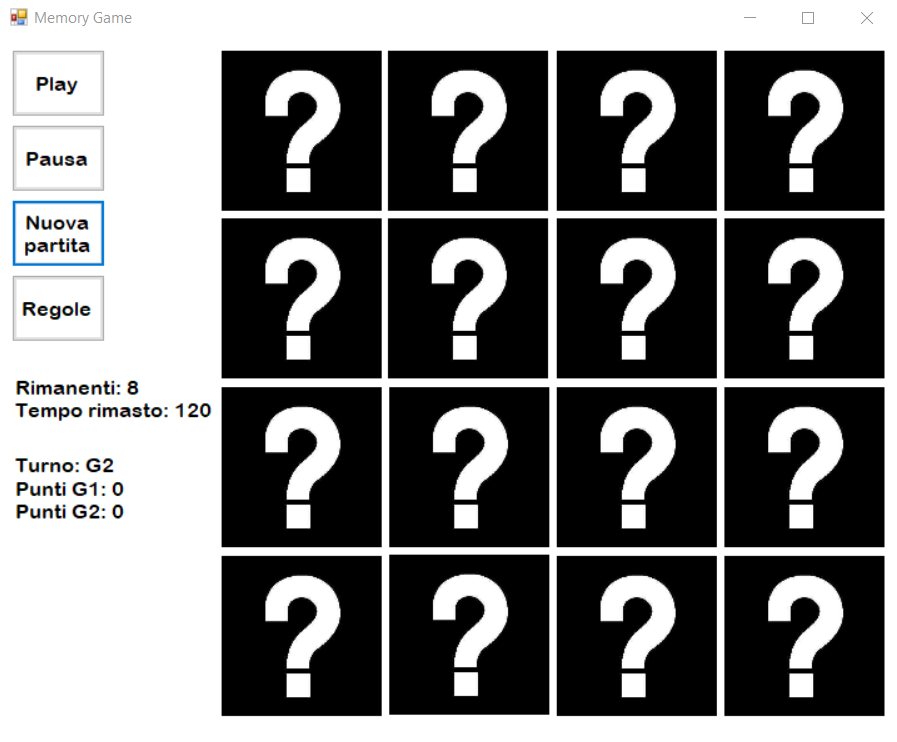 Memory Game
Play
Pausa
Nuova
partita
Regole
Rimanenti: 8
Tempo rimasto: 120
Turno: G2
Punti G1: 0
Punti G2: 0
? ? ? ?
? ? ? ?
? ? ? ?
? ? ? ?